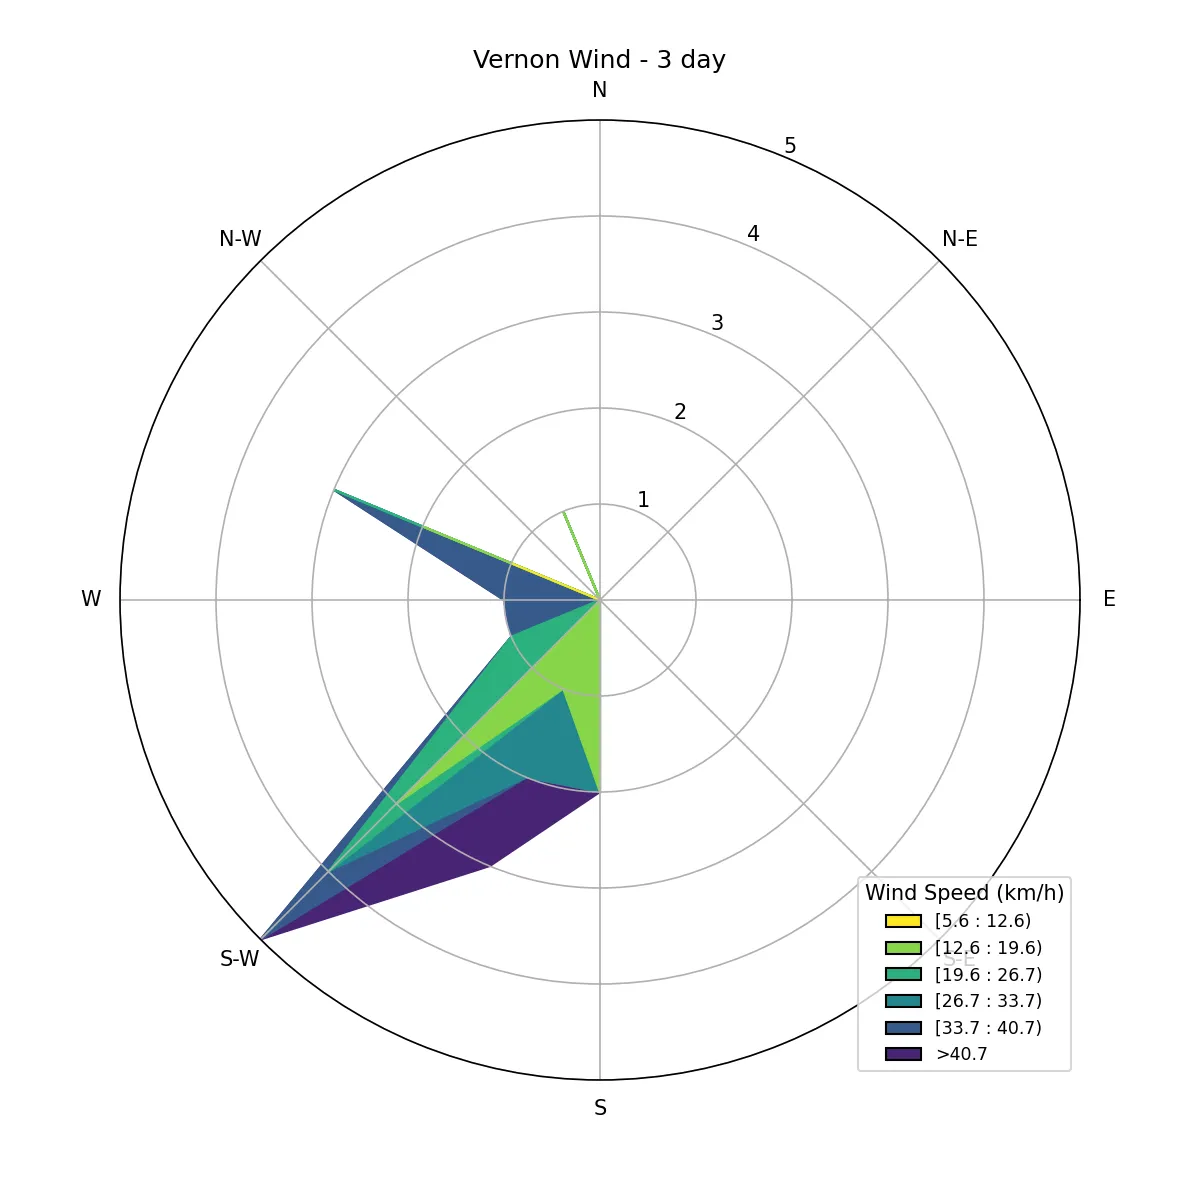 Vernon Wind - 3 day
N
5
N-W
N-E
4
3
2
1
W
E
S-W
S-E
S
Wind Speed (km/h)
[5.6 : 12.6)
[12.6 : 19.6)
[19.6 : 26.7)
[26.7 : 33.7)
[33.7 : 40.7)
>40.7